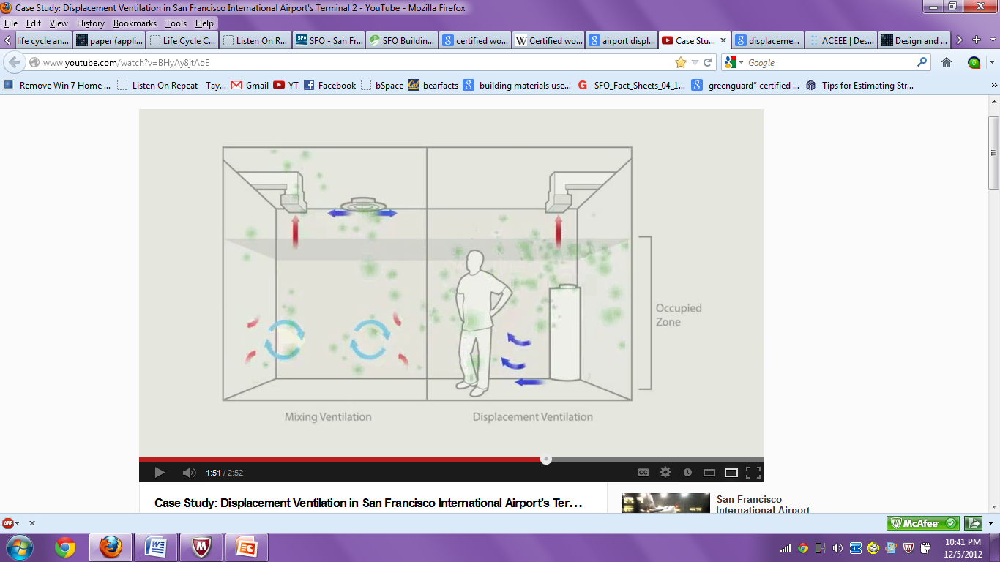 Case Study: Displacement Ventilation in San Francisco International Airport's Terminal 2 - YouTube - Mozilla Firefox
File Edit View History Bookmarks Tools Help
life cycle an... paper (appli... Life Cycle C... Listen On R... SFO - San Fr... SFO Buildin... certified wo... Certified wo... airport displ... Case Stu... displaceme... ACEEE | Des... Design and ...
www.youtube.com/watch?v=BHyAy8jtAoE Google
Remove Win 7 Home ... Listen On Repeat - Tay... Gmail YT Facebook bSpace bearfacts building materials use... SFO_Fact_Sheets_04_1... greenguard" certified ... Tips for Estimating Str...
Occupied
Zone
Mixing Ventilation Displacement Ventilation
1:51 / 2:52 CC
Case Study: Displacement Ventilation in San Francisco International Airport's Ter...
San Francisco
International Airport
ABP McAfee
10:41 PM
12/5/2012